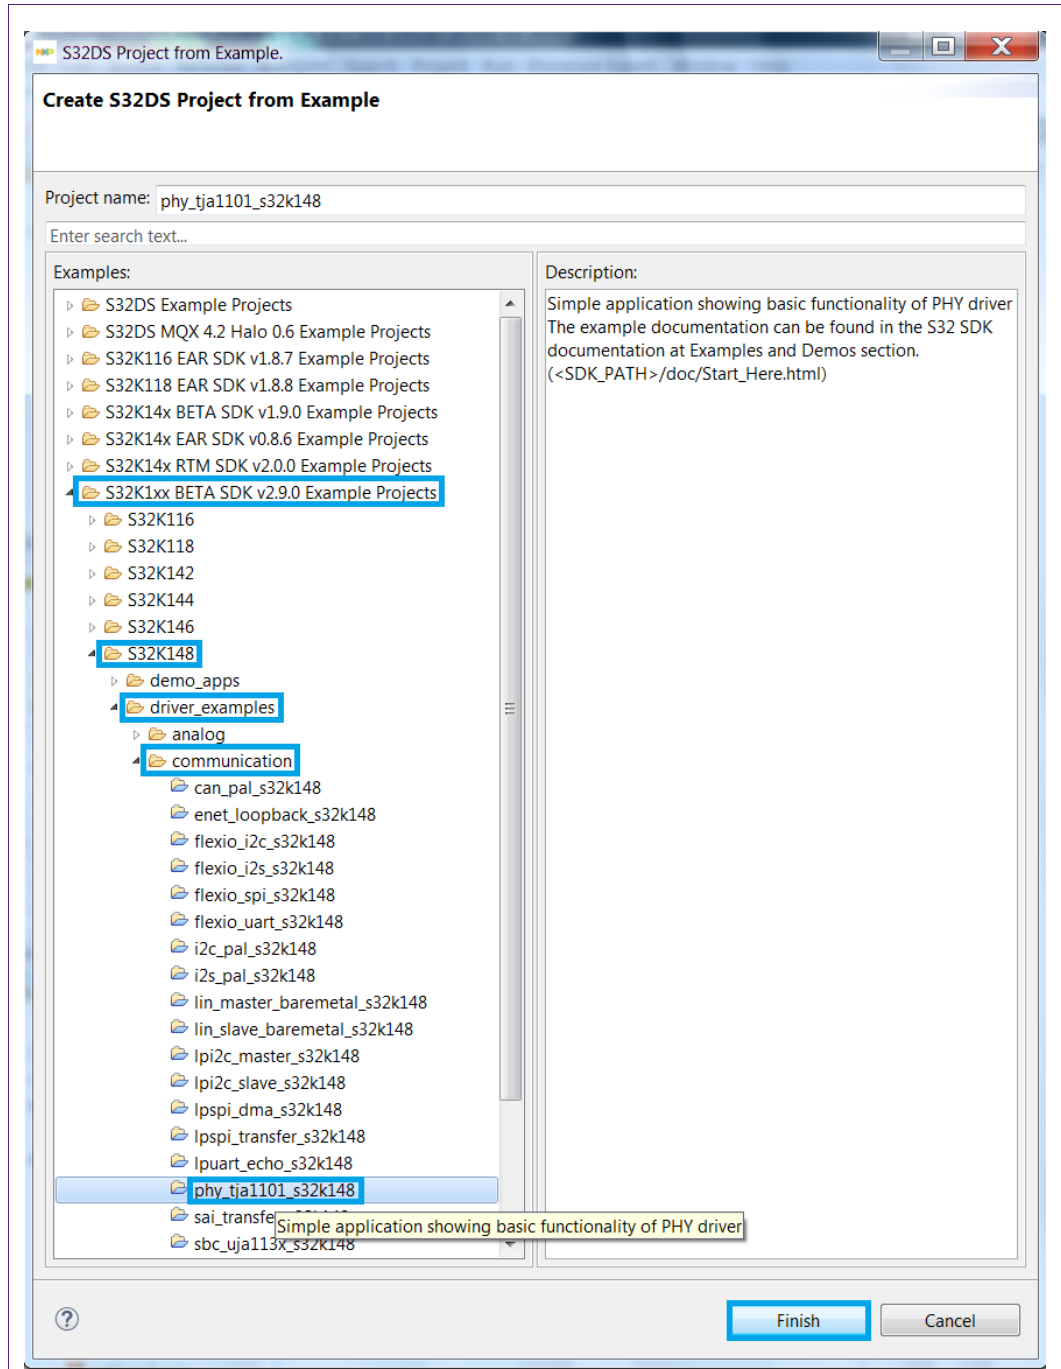 NXP S32DS Project from Example.
Create S32DS Project from Example
Project name: phy_tja1101_s32k148
Enter search text...
Examples:
S32DS Example Projects
S32DS MQX 4.2 Halo 0.6 Example Projects
S32K116 EAR SDK v1.8.7 Example Projects
S32K118 EAR SDK v1.8.8 Example Projects
S32K14x BETA SDK v1.9.0 Example Projects
S32K14x EAR SDK v0.8.6 Example Projects
S32K14x RTM SDK v2.0.0 Example Projects
S32K1xx BETA SDK v2.9.0 Example Projects
S32K116
S32K118
S32K142
S32K144
S32K146
S32K148
demo_apps
driver_examples
analog
communication
can_pal_s32k148
enet_loopback_s32k148
flexio_i2c_s32k148
flexio_i2s_s32k148
flexio_spi_s32k148
flexio_uart_s32k148
i2c_pal_s32k148
i2s_pal_s32k148
lin_master_baremetal_s32k148
lin_slave_baremetal_s32k148
lpi2c_master_s32k148
lpi2c_slave_s32k148
lpspi_dma_s32k148
lpspi_transfer_s32k148
lpuart_echo_s32k148
phy_tja1101_s32k148
sbc_uja113x_s32k148
Simple application showing basic functionality of PHY driver
Description:
Simple application showing basic functionality of PHY driver
The example documentation can be found in the S32 SDK
documentation at Examples and Demos section.
(<SDK_PATH>/doc/Start_Here.html)
Finish
Cancel